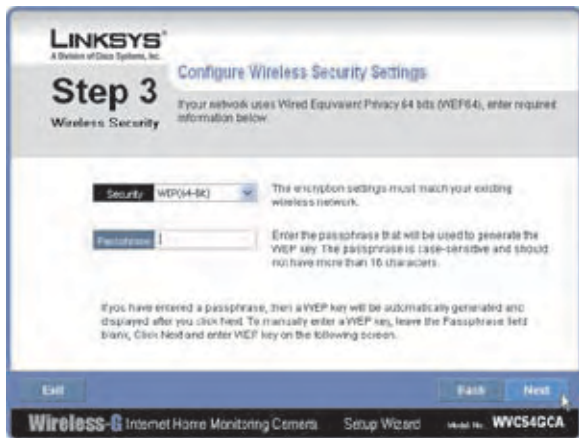 LINKSYS®
A Division of Cisco Systems, Inc.
Step 3
Wireless Security
Configure Wireless Security Settings
If your network uses Wired Equivalent Privacy 64 bits (WEP64), enter required
information below.
Security WEP(64-Bit)
The encryption settings must match your existing
wireless network.
Passphrase
Enter the passphrase that will be used to generate the
WEP key. The passphrase is case-sensitive and should
not have more than 16 characters.
If you have entered a passphrase, then a WEP key will be automatically generated and
displayed after you click Next. To manually enter a WEP key, leave the Passphrase field
blank, Click Next and enter WEP key on the following screen.
Exit
Back
Next
Wireless-G Internet Home Monitoring Camera Setup Wizard Model No. WVC54GCA